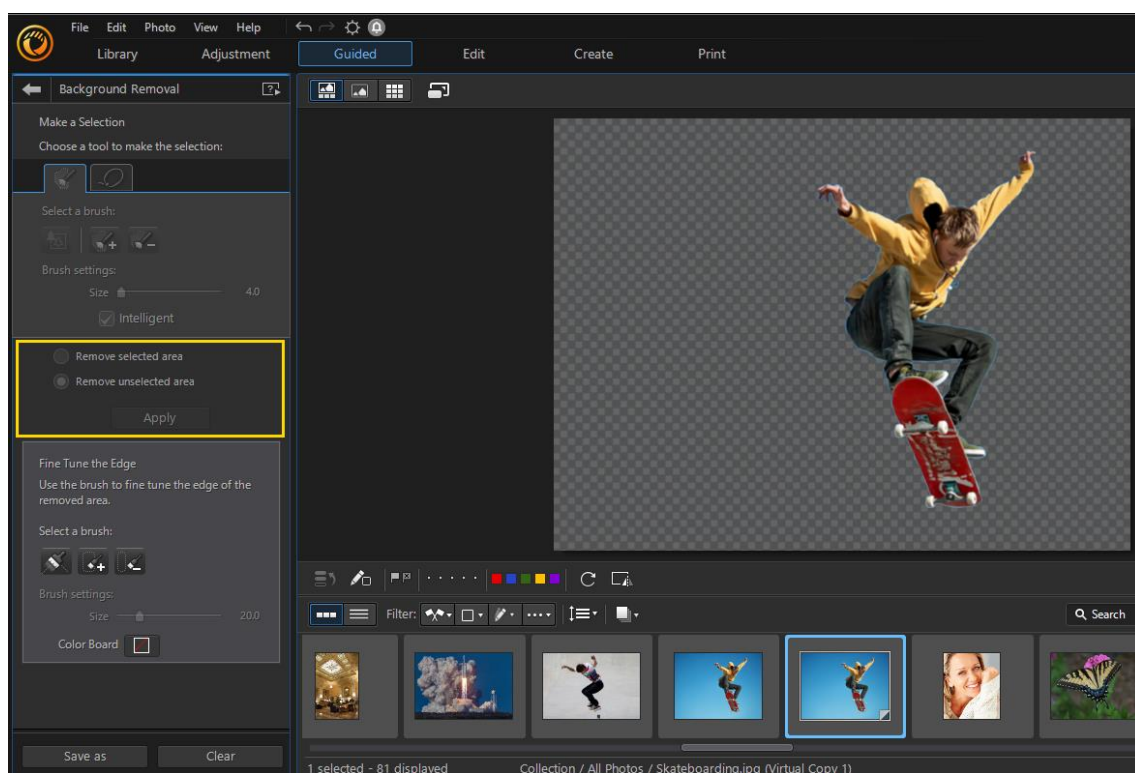 File Edit Photo View Help
Library Adjustment Guided Edit Create Print
Background Removal
Make a Selection
Choose a tool to make the selection:
Select a brush:
Brush settings:
Size 4.0
Intelligent
Remove selected area
Remove unselected area
Apply
Fine Tune the Edge
Use the brush to fine tune the edge of the
removed area.
Select a brush:
Brush settings:
Size 20.0
Color Board
Save as Clear
Filter:
Search
1 selected - 81 displayed Collection / All Photos / Skateboarding.jpg (Virtual Copy 1)